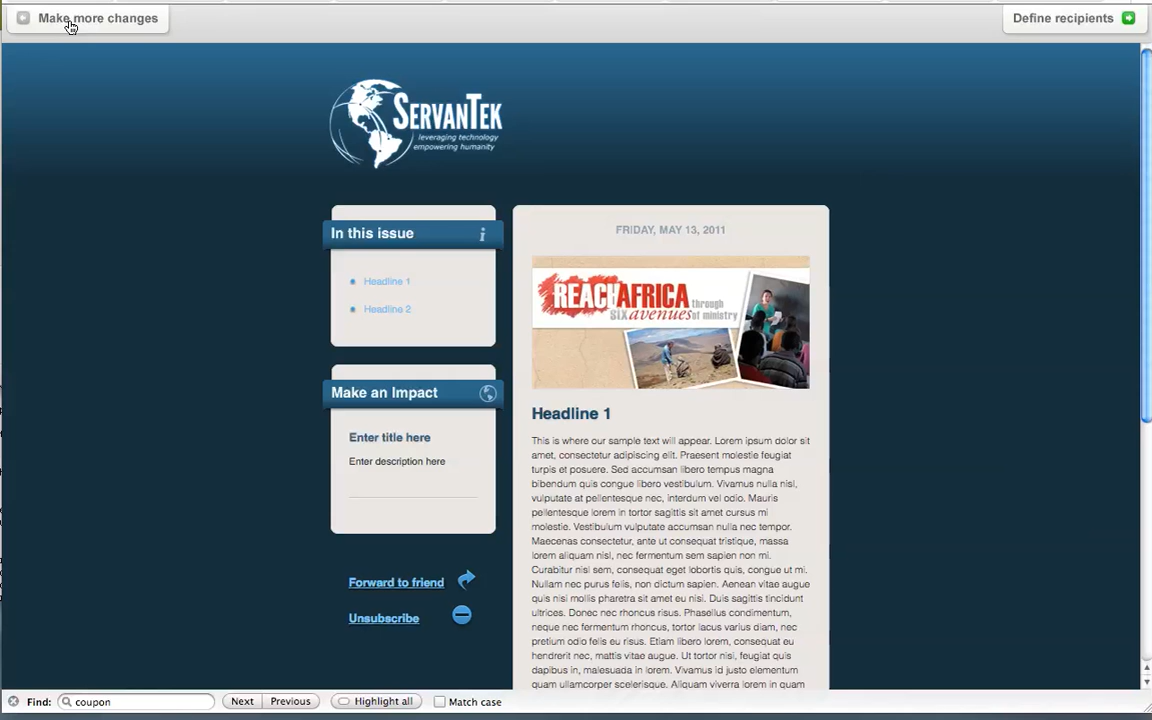 Make more changes
Define recipients
SERVANTEK
leveraging technology
empowering humanity
In this issue
Headline 1
Headline 2
Make an Impact
Enter title here
Enter description here
Forward to friend
Unsubscribe
FRIDAY, MAY 13, 2011
REACHAFRICA through
SIX avenues of ministry
Headline 1
This is where our sample text will appear. Lorem ipsum dolor sit
amet, consectetur adipiscing elit. Praesent molestie feugiat
turpis et posuere. Sed accumsan libero tempus magna
bibendum quis congue libero vestibulum. Vivamus nulla nisl,
vulputate at pellentesque nec, interdum vel odio. Mauris
pellentesque lorem in tortor sagittis sit amet cursus mi
molestie. Vestibulum vulputate accumsan nulla nec tempor.
Maecenas consectetur, ante ut consequat tristique, massa
lorem aliquam nisl, nec fermentum sem sapien non mi.
Curabitur nisl sem, consequat eget lobortis quis, congue ut mi.
Nullam nec purus felis, non dictum sapien. Aenean vitae augue
quis nisi mollis pharetra sit amet eu nisi. Duis sagittis tincidunt
ultrices. Donec nec rhoncus risus. Phasellus condimentum,
neque nec fermentum rhoncus, tortor lacus varius diam, nec
pretium odio felis eu risus. Etiam libero lorem, consequat eu
hendrerit nec, mattis vitae augue. Ut tortor nisl, feugiat quis
dapibus in, malesuada in lorem. Vivamus id justo elementum
quam ullamcorper scelerisque. Aliquam viverra, lorem in quam
Find:
coupon
Next
Previous
Highlight all
Match case